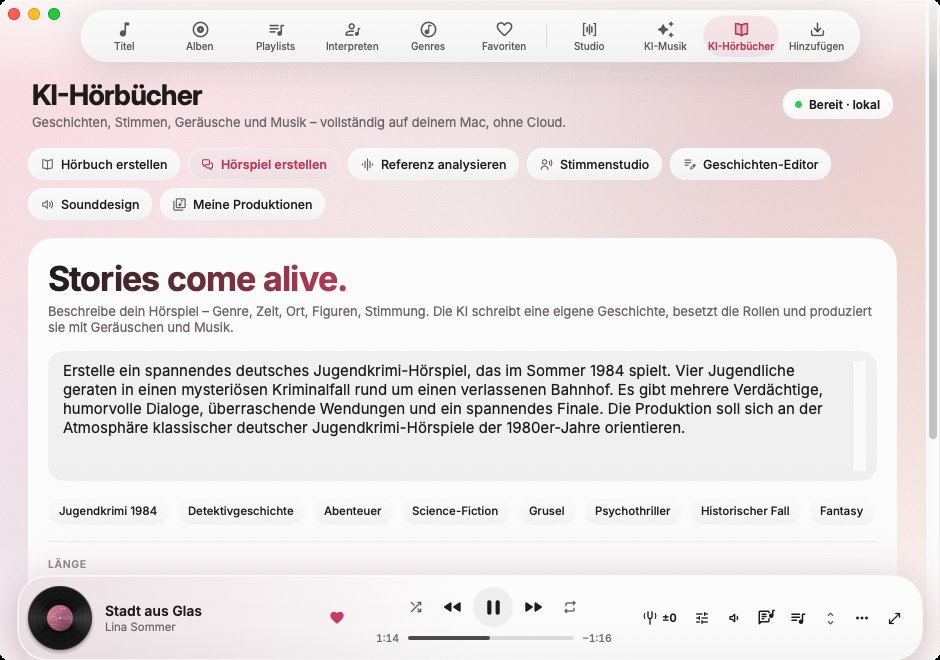 Titel
Alben
Playlists
Interpreten
Genres
Favoriten
Studio
KI-Musik
KI-Hörbücher
Hinzufügen
KI-Hörbücher
Geschichten, Stimmen, Geräusche und Musik – vollständig auf deinem Mac, ohne Cloud.
Bereit · lokal
Hörbuch erstellen
Hörspiel erstellen
Referenz analysieren
Stimmenstudio
Geschichten-Editor
Sounddesign
Meine Produktionen
Stories come alive.
Beschreibe dein Hörspiel – Genre, Zeit, Ort, Figuren, Stimmung. Die KI schreibt eine eigene Geschichte, besetzt die Rollen und produziert
sie mit Geräuschen und Musik.
Erstelle ein spannendes deutsches Jugendkrimi-Hörspiel, das im Sommer 1984 spielt. Vier Jugendliche
geraten in einen mysteriösen Kriminalfall rund um einen verlassenen Bahnhof. Es gibt mehrere Verdächtige,
humorvolle Dialoge, überraschende Wendungen und ein spannendes Finale. Die Produktion soll sich an der
Atmosphäre klassischer deutscher Jugendkrimi-Hörspiele der 1980er-Jahre orientieren.
Jugendkrimi 1984
Detektivgeschichte
Abenteuer
Science-Fiction
Grusel
Psychothriller
Historischer Fall
Fantasy
LÄNGE
Stadt aus Glas
Lina Sommer
1:14
−1:16
±0